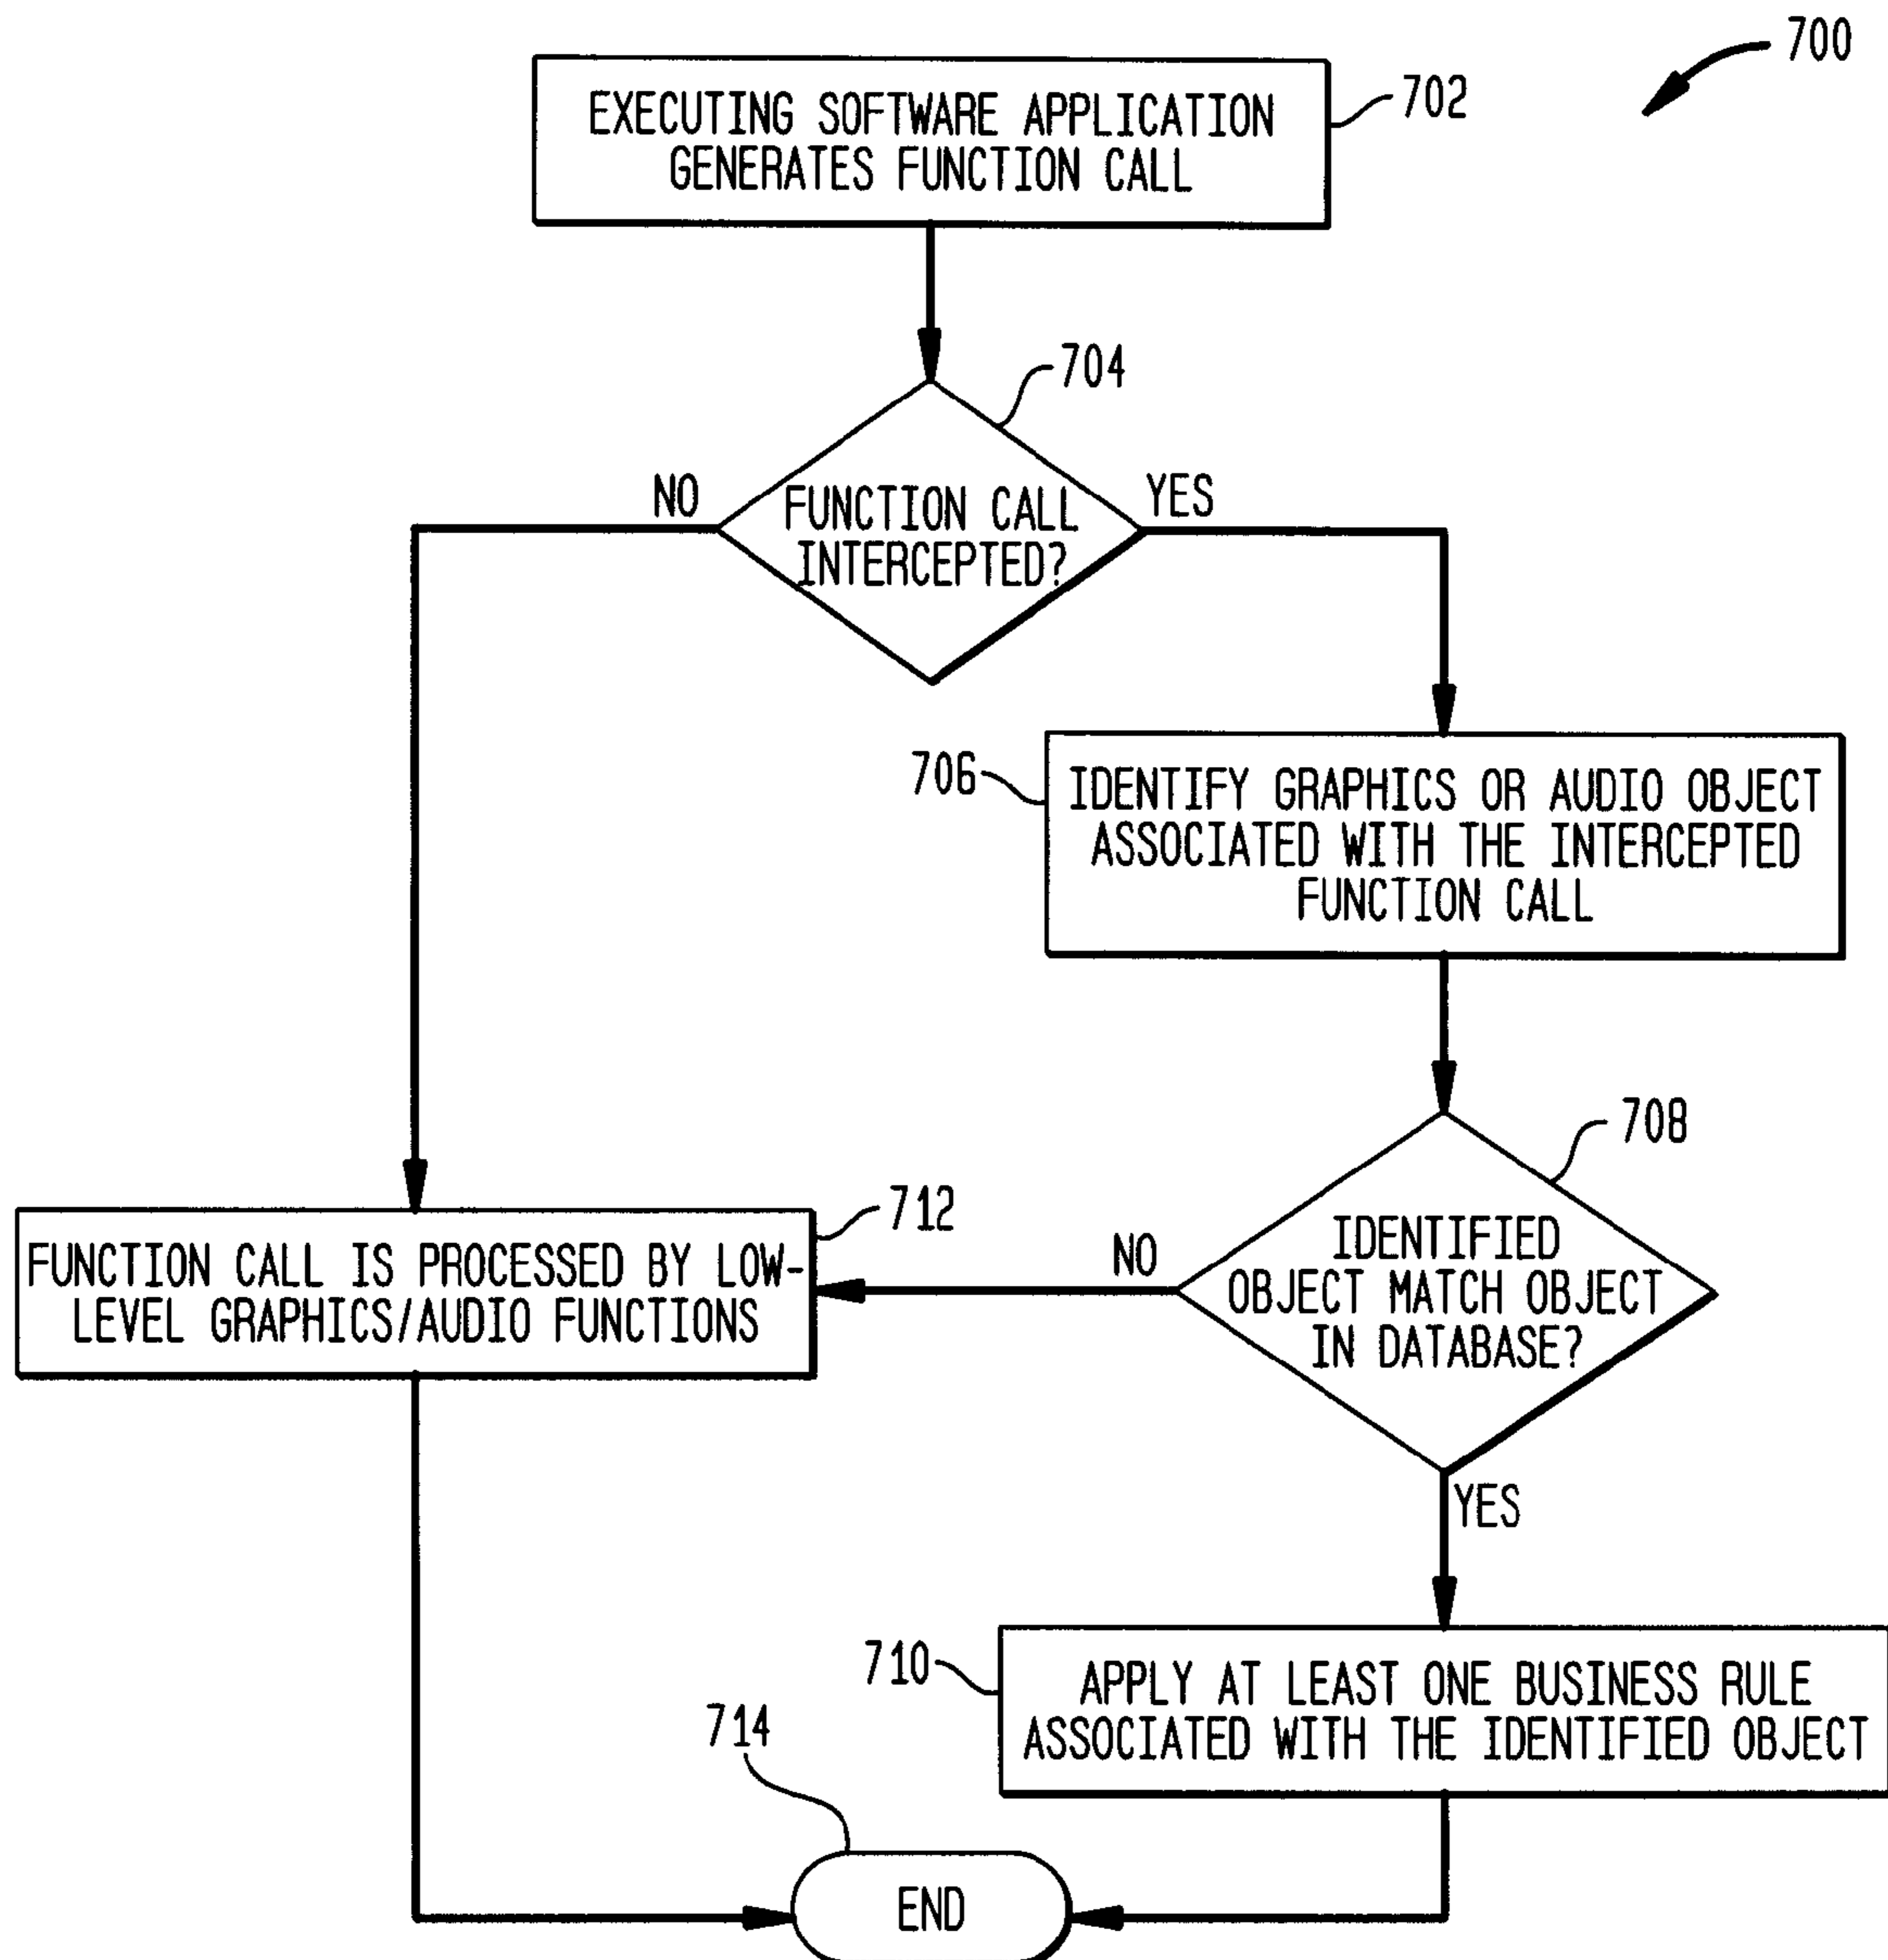 700
EXECUTING SOFTWARE APPLICATION
GENERATES FUNCTION CALL
702
704
NO
FUNCTION CALL
INTERCEPTED?
YES
706
IDENTIFY GRAPHICS OR AUDIO OBJECT
ASSOCIATED WITH THE INTERCEPTED
FUNCTION CALL
708
712
FUNCTION CALL IS PROCESSED BY LOW-
LEVEL GRAPHICS/AUDIO FUNCTIONS
NO
IDENTIFIED
OBJECT MATCH OBJECT
IN DATABASE?
YES
710
APPLY AT LEAST ONE BUSINESS RULE
ASSOCIATED WITH THE IDENTIFIED OBJECT
714
END